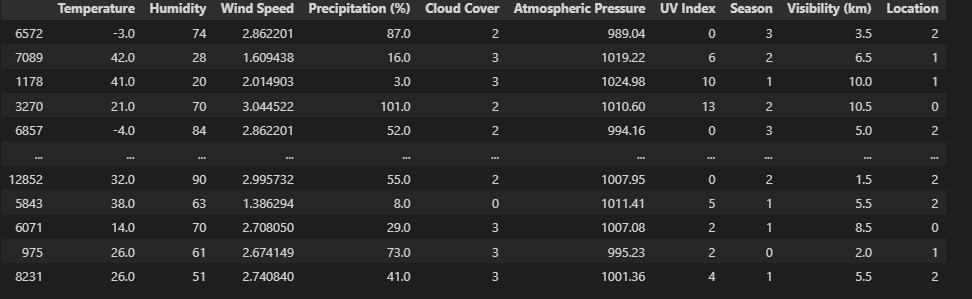 Temperature Humidity Wind Speed Precipitation (%) Cloud Cover Atmospheric Pressure UV Index Season Visibility (km) Location
6572 -3.0 74 2.862201 87.0 2 989.04 0 3 3.5 2
7089 42.0 28 1.609438 16.0 3 1019.22 6 2 6.5 1
1178 41.0 20 2.014903 3.0 3 1024.98 10 1 10.0 1
3270 21.0 70 3.044522 101.0 2 1010.60 13 2 10.5 0
6857 -4.0 84 2.862201 52.0 2 994.16 0 3 5.0 2
... ... ... ... ... ... ... ... ... ... ...
12852 32.0 90 2.995732 55.0 2 1007.95 0 2 1.5 2
5843 38.0 63 1.386294 8.0 0 1011.41 5 1 5.5 2
6071 14.0 70 2.708050 29.0 3 1007.08 2 1 8.5 0
975 26.0 61 2.674149 73.0 3 995.23 2 0 2.0 1
8231 26.0 51 2.740840 41.0 3 1001.36 4 1 5.5 2